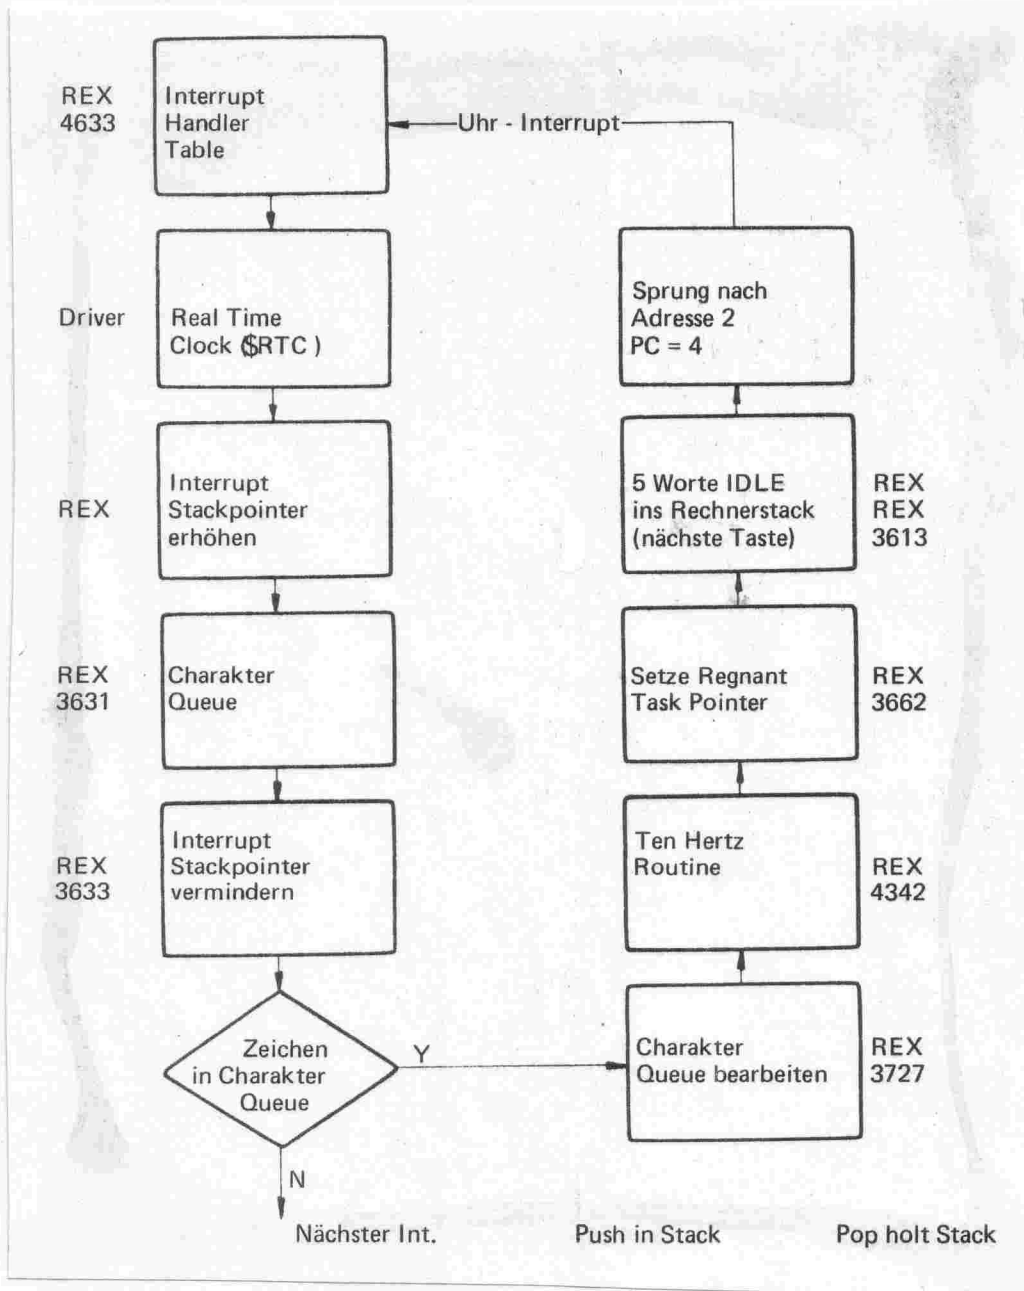 REX
4633
Interrupt
Handler
Table
Uhr - Interrupt
Driver
Real Time
Clock ($RTC )
Sprung nach
Adresse 2
PC = 4
REX
Interrupt
Stackpointer
erhöhen
5 Worte IDLE
ins Rechnerstack
(nächste Taste)
REX
REX
3613
REX
3631
Charakter
Queue
Setze Regnant
Task Pointer
REX
3662
REX
3633
Interrupt
Stackpointer
vermindern
Ten Hertz
Routine
REX
4342
Zeichen
in Charakter
Queue
Y
Charakter
Queue bearbeiten
REX
3727
N
Nächster Int.
Push in Stack
Pop holt Stack